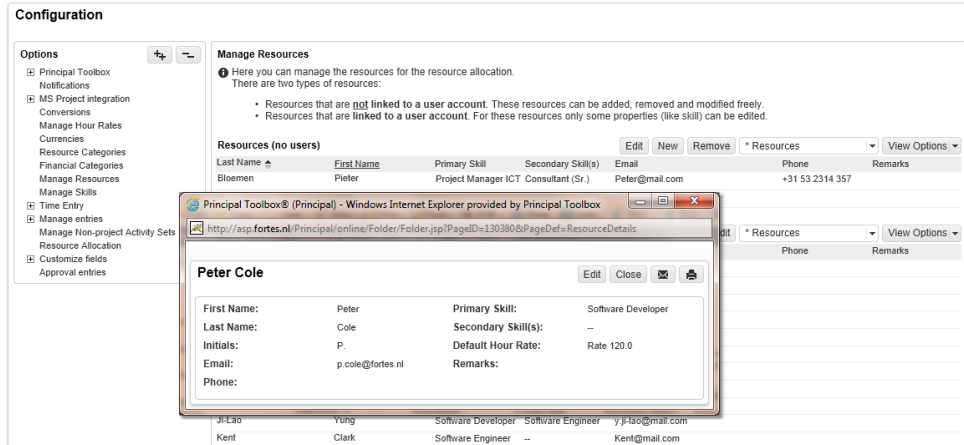 Configuration
Options
Principal Toolbox
Notifications
MS Project integration
Conversions
Manage Hour Rates
Currencies
Resource Categories
Financial Categories
Manage Resources
Manage Skills
Time Entry
Manage entries
Manage Non-project Activity Sets
Resource Allocation
Customize fields
Approval entries
Manage Resources
Here you can manage the resources for the resource allocation.
There are two types of resources:
• Resources that are not linked to a user account. These resources can be added, removed and modified freely.
• Resources that are linked to a user account. For these resources only some properties (like skill) can be edited.
Resources (no users) Edit New Remove * Resources View Options
Last Name First Name Primary Skill Secondary Skill(s) Email Phone Remarks
Bloemen Pieter Project Manager ICT Consultant (Sr.) Peter@mail.com +31 53 2314 357
* Resources View Options
Phone Remarks
Principal Toolbox® (Principal) - Windows Internet Explorer provided by Principal Toolbox
http://asp.fortes.nl/Principal/online/Folder/Folder.jsp?PageID=130380&PageDef=ResourceDetails
Peter Cole Edit Close
First Name: Peter Primary Skill: Software Developer
Last Name: Cole Secondary Skill(s): --
Initials: P. Default Hour Rate: Rate 120.0
Email: p.cole@fortes.nl Remarks:
Phone:
Ji-Lao Yung Software Developer Software Engineer y.ji-lao@mail.com
Kent Clark Software Engineer -- Kent@mail.com